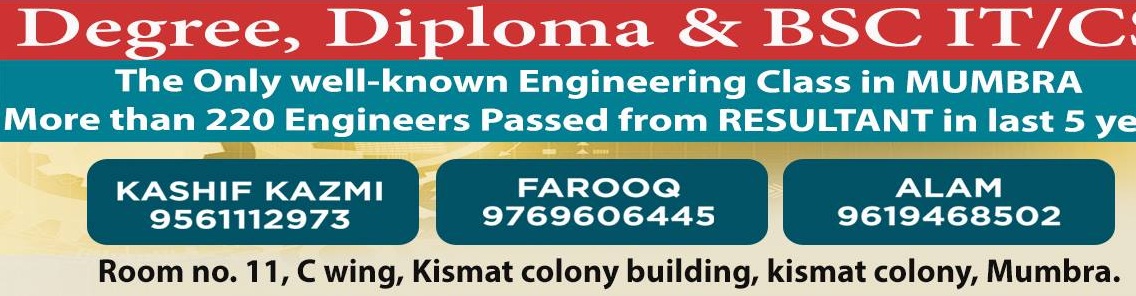 Degree, Diploma & BSC IT/CS
The Only well-known Engineering Class in MUMBRA
More than 220 Engineers Passed from RESULTANT in last 5 ye
KASHIF KAZMI
9561112973
FAROOQ
9769606445
ALAM
9619468502
Room no. 11, C wing, Kismat colony building, kismat colony, Mumbra.